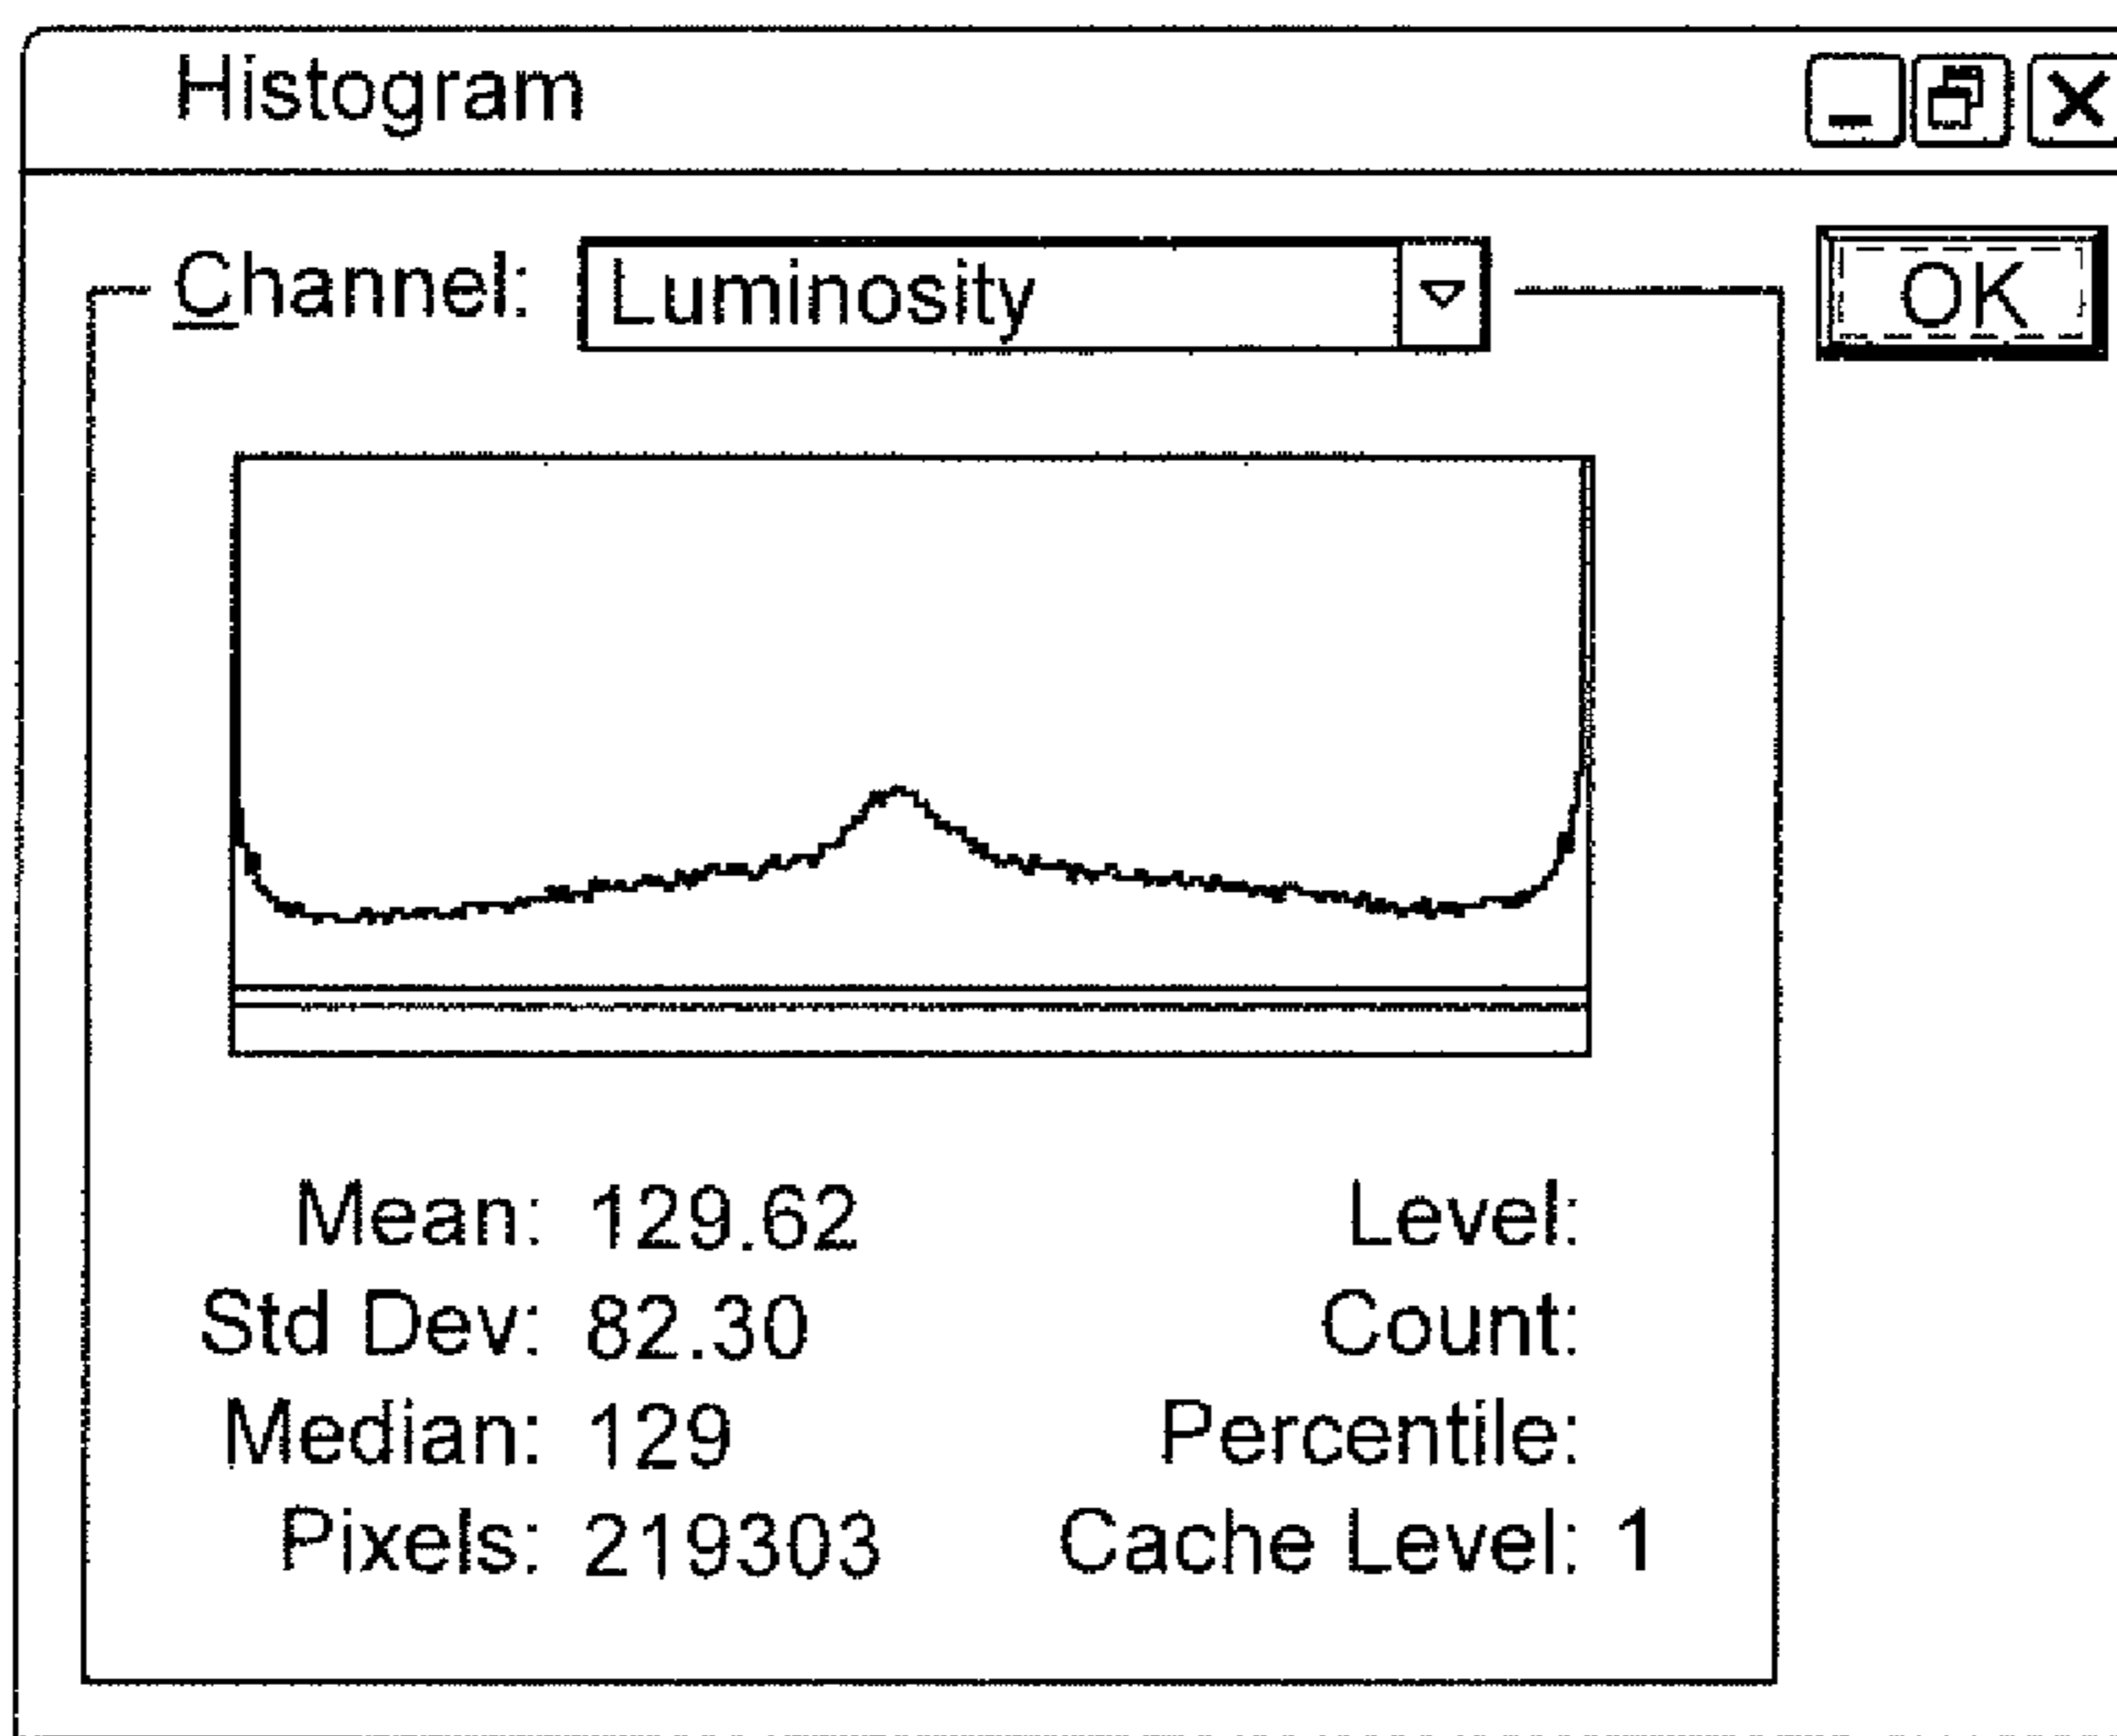 Histogram
Channel: Luminosity
OK
Mean: 129.62 Level:
Std Dev: 82.30 Count:
Median: 129 Percentile:
Pixels: 219303 Cache Level: 1